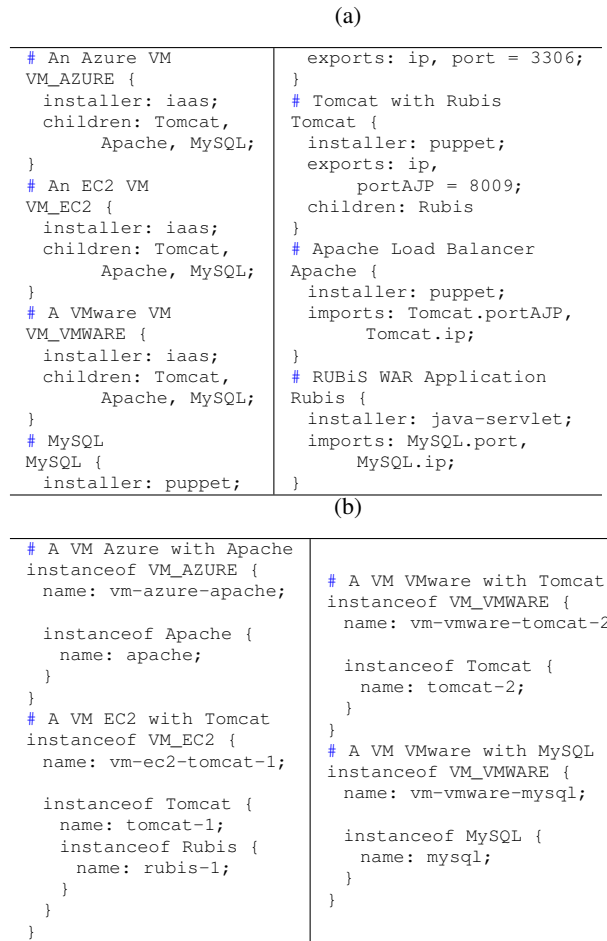 (a)
# An Azure VM
VM_AZURE {
  installer: iaas;
  children: Tomcat,
        Apache, MySQL;
}
# An EC2 VM
VM_EC2 {
  installer: iaas;
  children: Tomcat,
        Apache, MySQL;
}
# A VMware VM
VM_VMWARE {
  installer: iaas;
  children: Tomcat,
        Apache, MySQL;
}
# MySQL
MySQL {
  installer: puppet;
  exports: ip, port = 3306;
}
# Tomcat with Rubis
Tomcat {
  installer: puppet;
  exports: ip,
       portAJP = 8009;
  children: Rubis
}
# Apache Load Balancer
Apache {
  installer: puppet;
  imports: Tomcat.portAJP,
        Tomcat.ip;
}
# RUBiS WAR Application
Rubis {
  installer: java-servlet;
  imports: MySQL.port,
       MySQL.ip;
}
(b)
# A VM Azure with Apache
instanceof VM_AZURE {
  name: vm-azure-apache;

  instanceof Apache {
    name: apache;
  }
}
# A VM EC2 with Tomcat
instanceof VM_EC2 {
  name: vm-ec2-tomcat-1;

  instanceof Tomcat {
    name: tomcat-1;
    instanceof Rubis {
      name: rubis-1;
    }
  }
}
# A VM VMware with Tomcat
instanceof VM_VMWARE {
  name: vm-vmware-tomcat-2

  instanceof Tomcat {
    name: tomcat-2;
  }
}
# A VM VMware with MySQL
instanceof VM_VMWARE {
  name: vm-vmware-mysql;

  instanceof MySQL {
    name: mysql;
  }
}